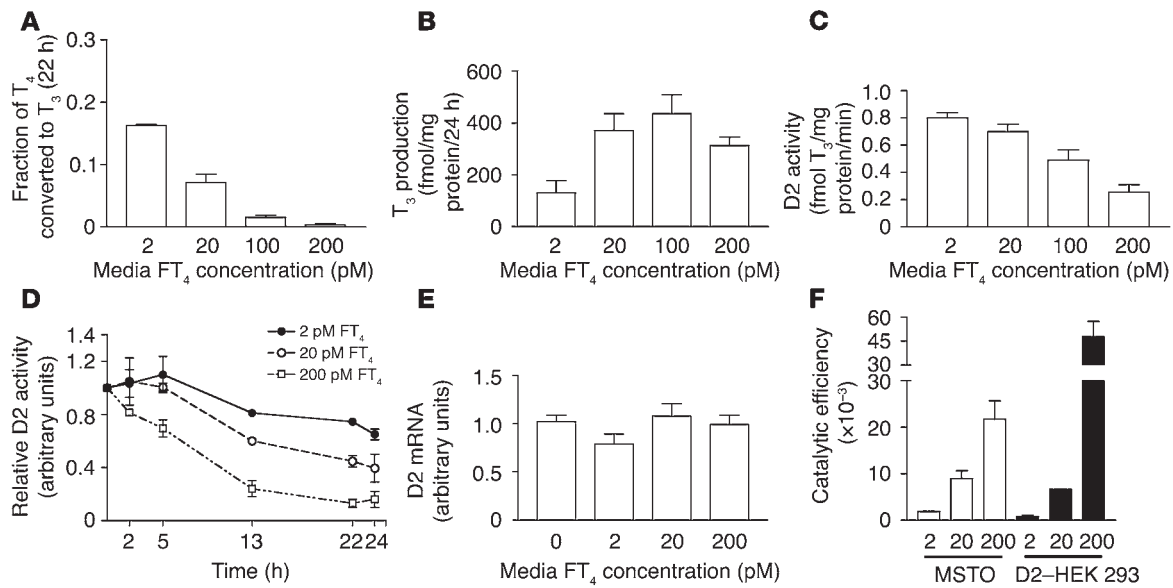 A
Fraction of T4
converted to T3 (22 h)
0.3
0.2
0.1
0
2 20 100 200
Media FT4 concentration (pM)
B
T3 production
(fmol/mg
protein/24 h)
600
400
200
0
2 20 100 200
Media FT4 concentration (pM)
C
D2 activity
(fmol T3/mg
protein/min)
1.0
0.8
0.6
0.4
0.2
0
2 20 100 200
Media FT4 concentration (pM)
D
Relative D2 activity
(arbitrary units)
1.4
1.2
0.8
0.4
0
2 pM FT4
20 pM FT4
200 pM FT4
2 5 13 22 24
Time (h)
E
D2 mRNA
(arbitrary units)
1.5
1.0
0.5
0
0 2 20 200
Media FT4 concentration (pM)
F
Catalytic efficiency
(×10–3)
60
45
30
30
20
10
0
2 20 200 2 20 200
MSTO D2–HEK 293